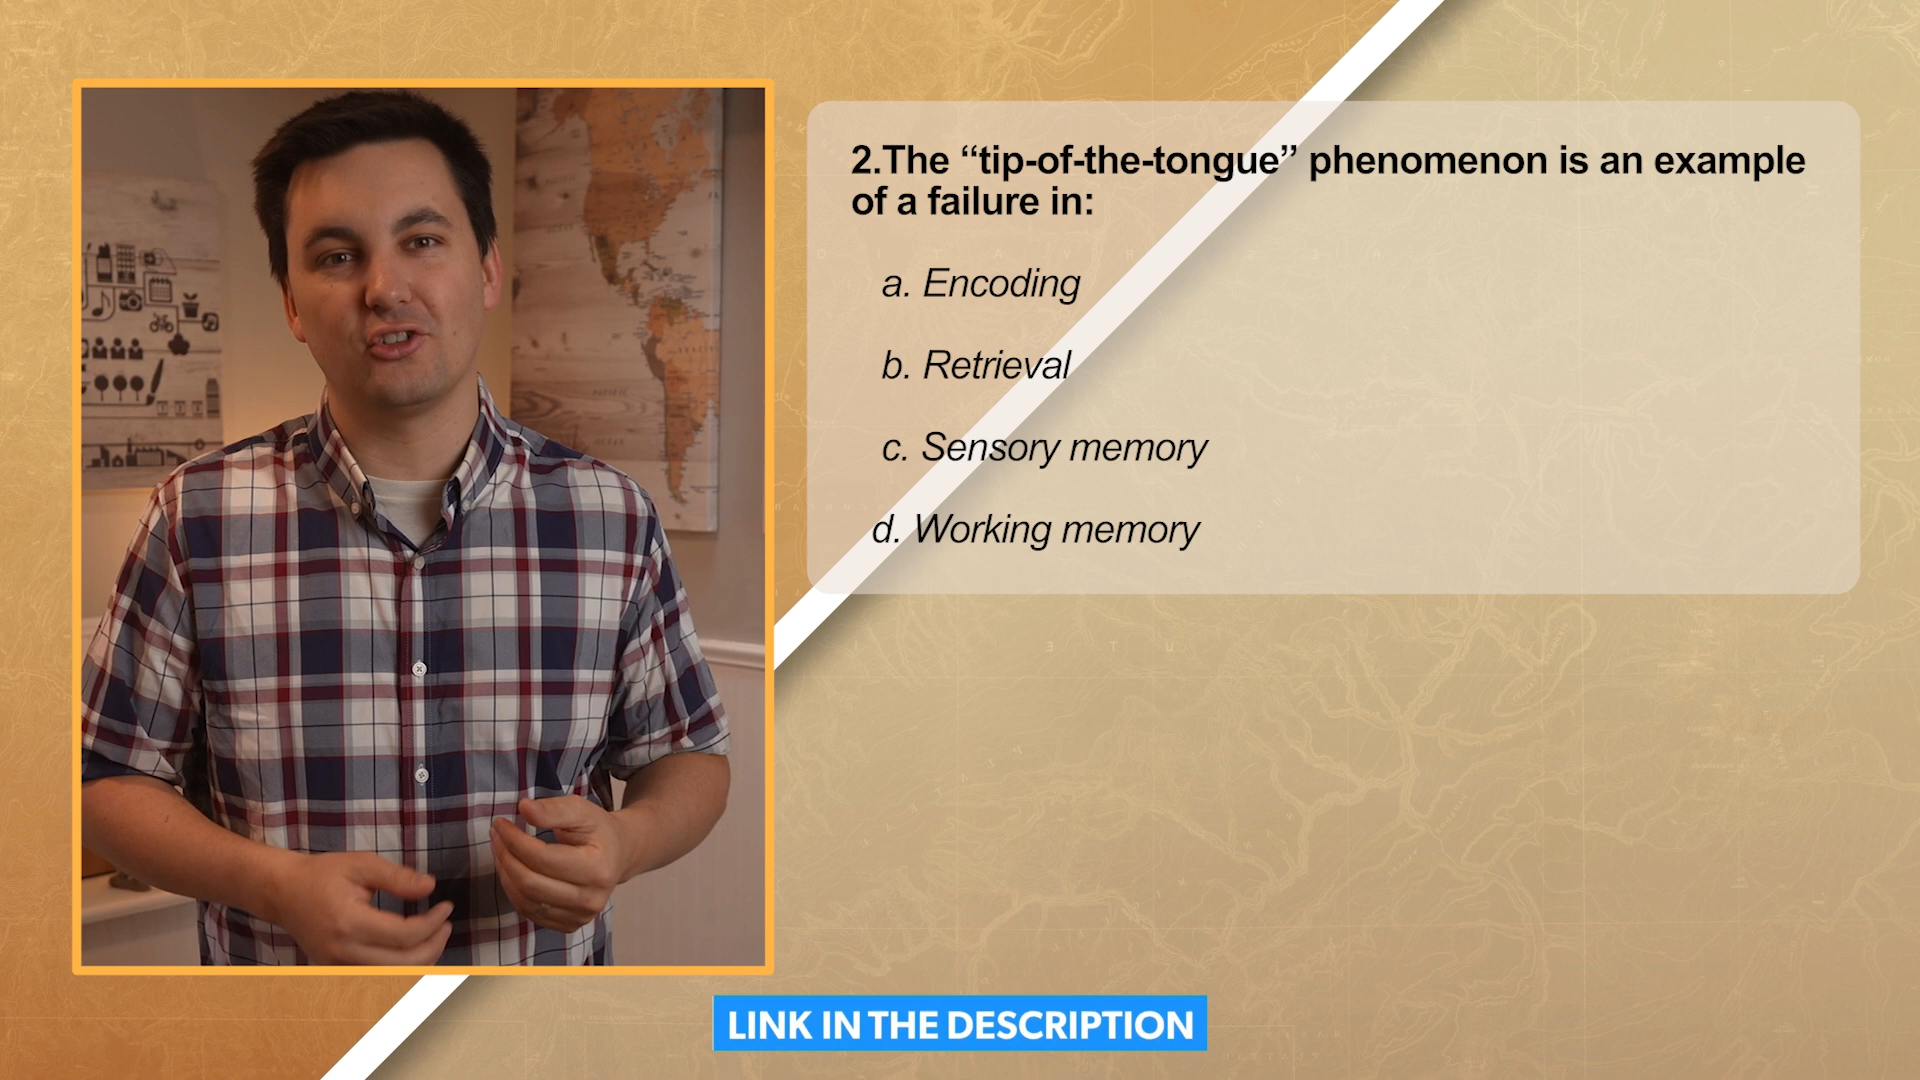 2.The “tip-of-the-tongue” phenomenon is an example
of a failure in:
a. Encoding
b. Retrieval
c. Sensory memory
d. Working memory
LINK IN THE DESCRIPTION